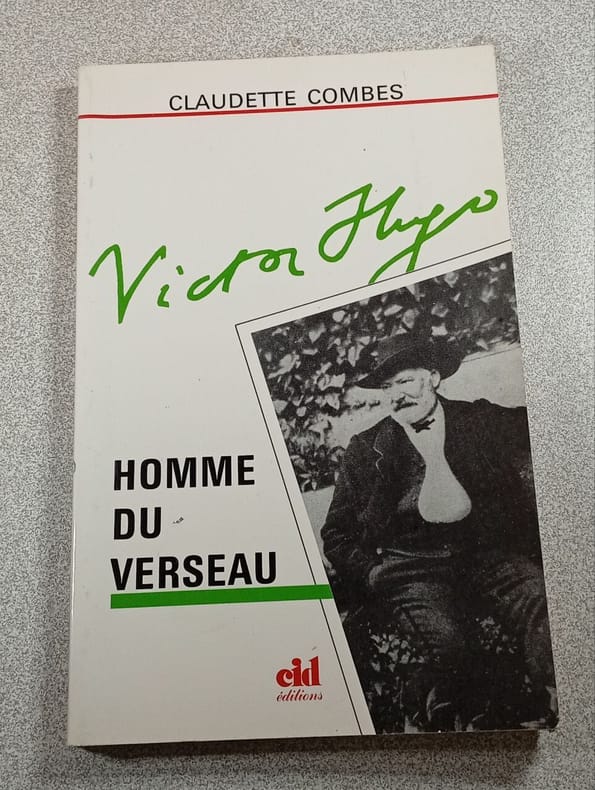 CLAUDETTE COMBES
Victor Hugo
HOMME
DU
VERSEAU
cid
éditions